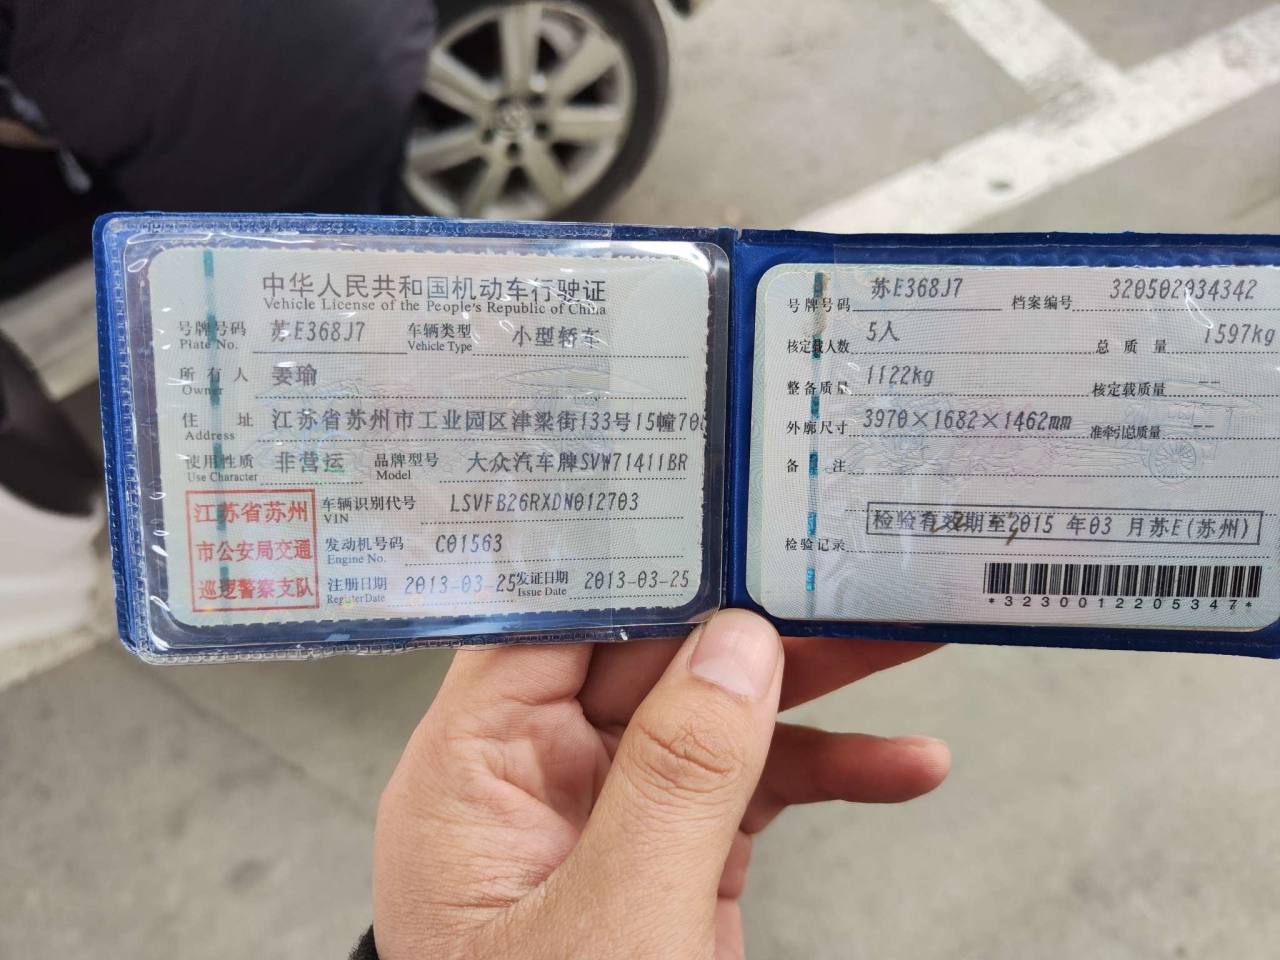 中华人民共和国机动车行驶证
Vehicle License of the People's Republic of China
号牌号码 苏E368J7 车辆类型 小型轿车
Plate No. Vehicle Type
所有人 姜瑜
Owner
住址 江苏省苏州市工业园区津梁街133号15幢70
Address
使用性质 非营运 品牌型号 大众汽车牌SVW71411BR
Use Character Model
江苏省苏州
市公安局交通
巡逻警察支队
车辆识别代号 LSVFB26RXDN012703
VIN
发动机号码 C01563
Engine No.
注册日期 2013-03-25 发证日期 2013-03-25
Register Date Issue Date
号牌号码 苏E368J7 档案编号 320502034342
核定载人数 5人 总质量 1597kg
整备质量 1122kg 核定载质量 --
外廓尺寸 3970×1682×1462mm 准牵引总质量 --
备注
检验有效期至2015 年03 月苏E(苏州)
检验记录
*3230012205347*